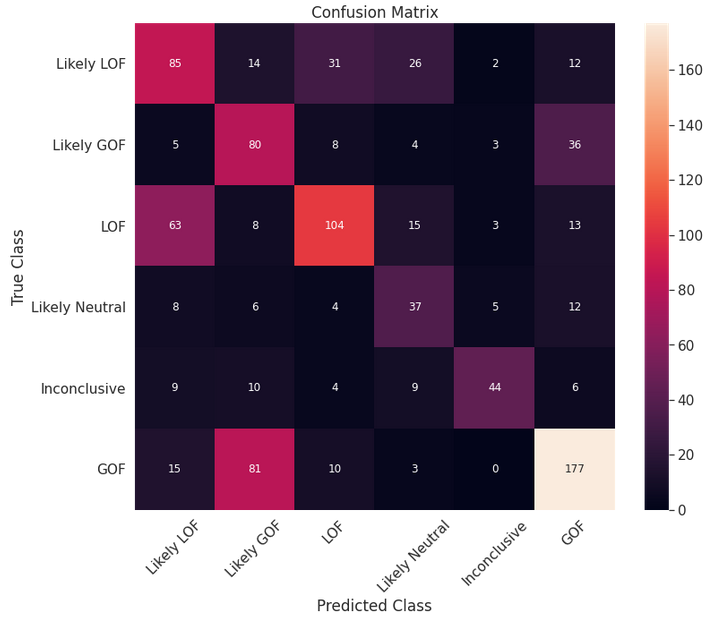 Confusion Matrix
True Class
Likely LOF 85 14 31 26 2 12
Likely GOF 5 80 8 4 3 36
LOF 63 8 104 15 3 13
Likely Neutral 8 6 4 37 5 12
Inconclusive 9 10 4 9 44 6
GOF 15 81 10 3 0 177
Likely LOF Likely GOF LOF Likely Neutral Inconclusive GOF
Predicted Class
160
140
120
100
80
60
40
20
0